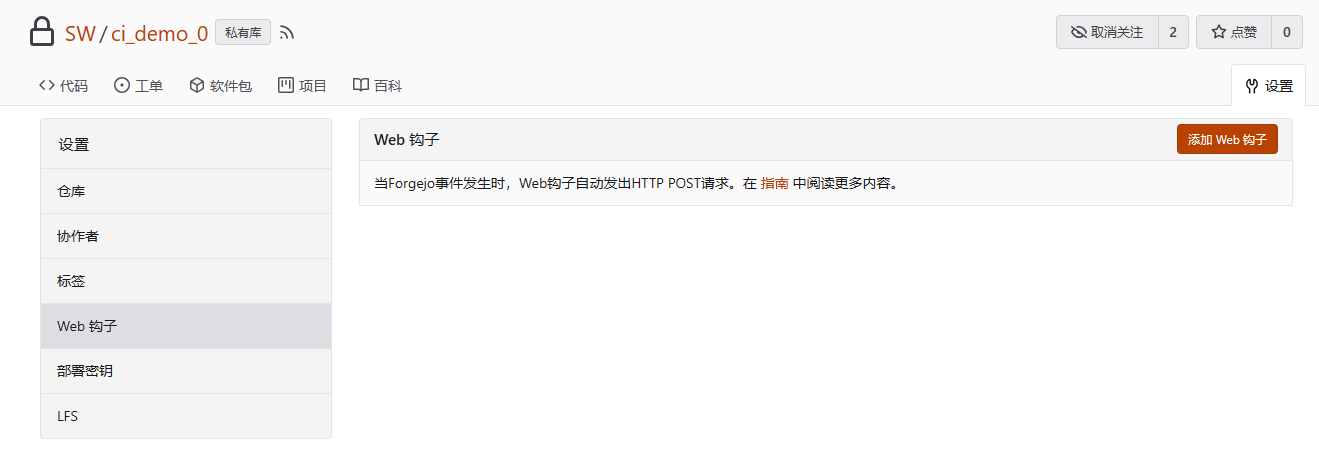 SW/ci_demo_0 私有库 取消关注 2 点赞 0
代码 工单 软件包 项目 百科 设置
设置
仓库
协作者
标签
Web 钩子
部署密钥
LFS
Web 钩子 添加 Web 钩子
当Forgejo事件发生时，Web钩子自动发出HTTP POST请求。在 指南 中阅读更多内容。